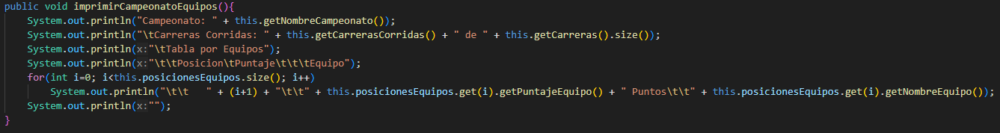 public void imprimirCampeonatoEquipos(){
    System.out.println("Campeonato: " + this.getNombreCampeonato());
    System.out.println("\tCarreras Corridas: " + this.getCarrerasCorridas() + " de " + this.getCarreras().size());
    System.out.println(x:"\tTabla por Equipos");
    System.out.println(x:"\t\tPosicion\tPuntaje\t\t\tEquipo");
    for(int i=0; i<this.posicionesEquipos.size(); i++)
        System.out.println("\t\t   " + (i+1) + "\t\t" + this.posicionesEquipos.get(i).getPuntajeEquipo() + " Puntos\t\t" + this.posicionesEquipos.get(i).getNombreEquipo());
    System.out.println(x:"");
}